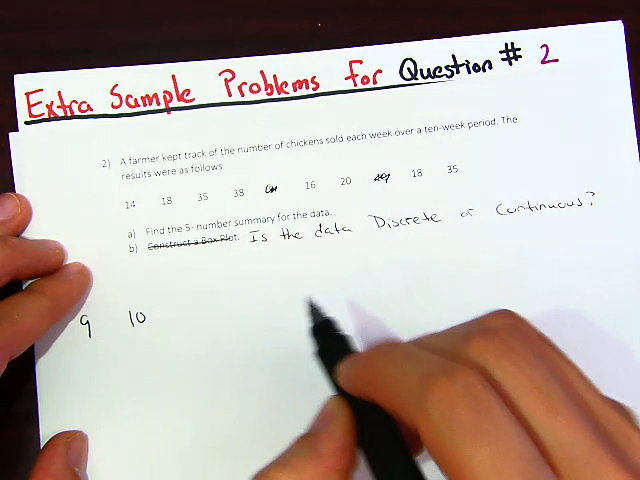 Extra Sample Problems for Question # 2
2) A farmer kept track of the number of chickens sold each week over a ten-week period. The
results were as follows
14 18 35 38 16 20 18 35
a) Find the 5- number summary for the data.
b) Construct a Box Plot. Is the data Discrete or Continuous?
9 10